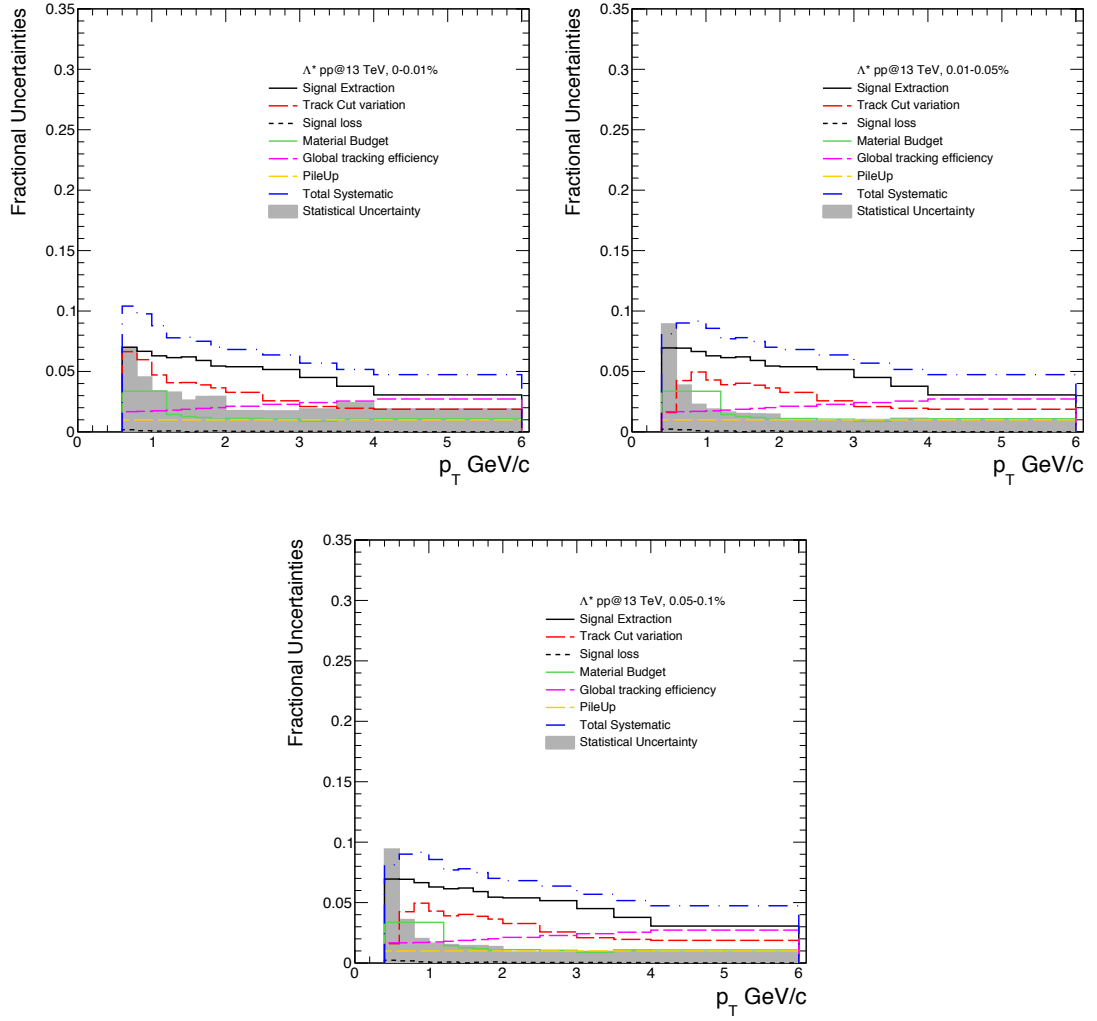 Fractional Uncertainties
0.35
0.3
0.25
0.2
0.15
0.1
0.05
0
Λ* pp@13 TeV, 0-0.01%
Signal Extraction
Track Cut variation
Signal loss
Material Budget
Global tracking efficiency
PileUp
Total Systematic
Statistical Uncertainty
0 1 2 3 4 5 6
p_T GeV/c
Fractional Uncertainties
0.35
0.3
0.25
0.2
0.15
0.1
0.05
0
Λ* pp@13 TeV, 0.01-0.05%
Signal Extraction
Track Cut variation
Signal loss
Material Budget
Global tracking efficiency
PileUp
Total Systematic
Statistical Uncertainty
0 1 2 3 4 5 6
p_T GeV/c
Fractional Uncertainties
0.35
0.3
0.25
0.2
0.15
0.1
0.05
0
Λ* pp@13 TeV, 0.05-0.1%
Signal Extraction
Track Cut variation
Signal loss
Material Budget
Global tracking efficiency
PileUp
Total Systematic
Statistical Uncertainty
0 1 2 3 4 5 6
p_T GeV/c